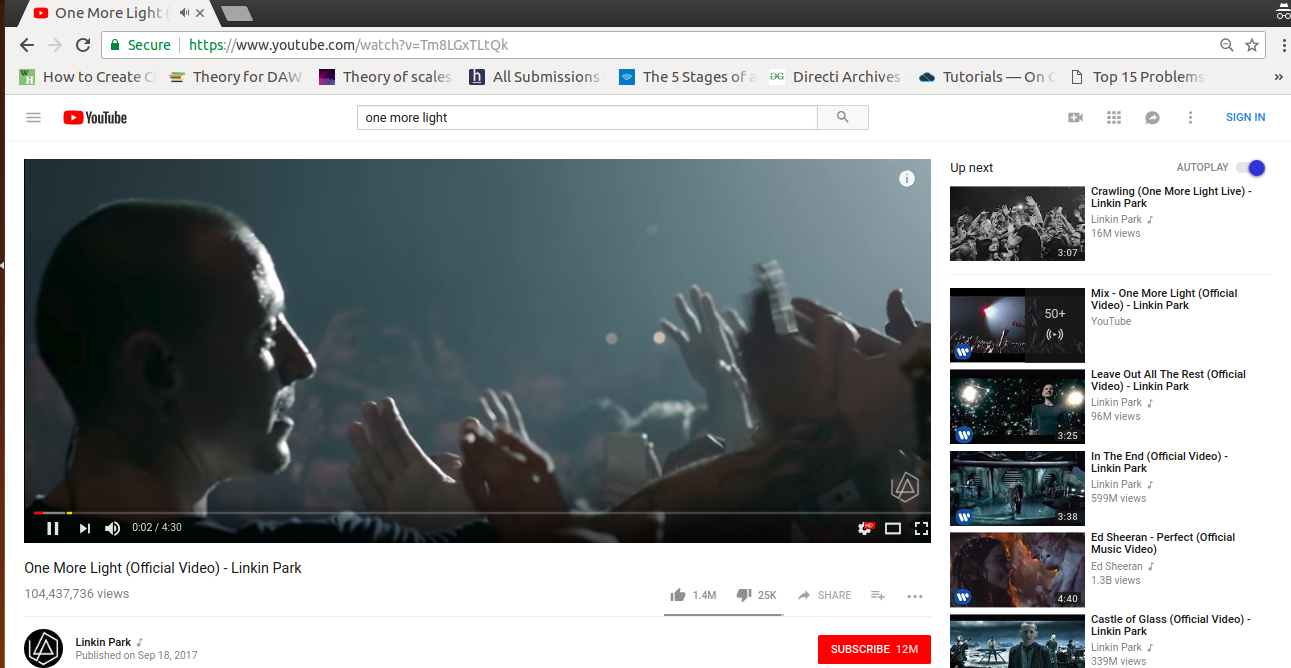 One More Light (
Secure
https://www.youtube.com/watch?v=Tm8LGxTLtQk
How to Create C
Theory for DAW
Theory of scales
h All Submissions
The 5 Stages of a
Directi Archives
Tutorials — On C
Top 15 Problems
»
YouTube
one more light
SIGN IN
0:02 / 4:30
HD
One More Light (Official Video) - Linkin Park
104,437,736 views
1.4M
25K
SHARE
Linkin Park
Published on Sep 18, 2017
SUBSCRIBE 12M
Up next
AUTOPLAY
Crawling (One More Light Live) -
Linkin Park
Linkin Park
16M views
3:07
Mix - One More Light (Official
Video) - Linkin Park
YouTube
50+
Leave Out All The Rest (Official
Video) - Linkin Park
Linkin Park
96M views
3:25
In The End (Official Video) -
Linkin Park
Linkin Park
599M views
3:38
Ed Sheeran - Perfect (Official
Music Video)
Ed Sheeran
1.3B views
4:40
Castle of Glass (Official Video) -
Linkin Park
Linkin Park
339M views